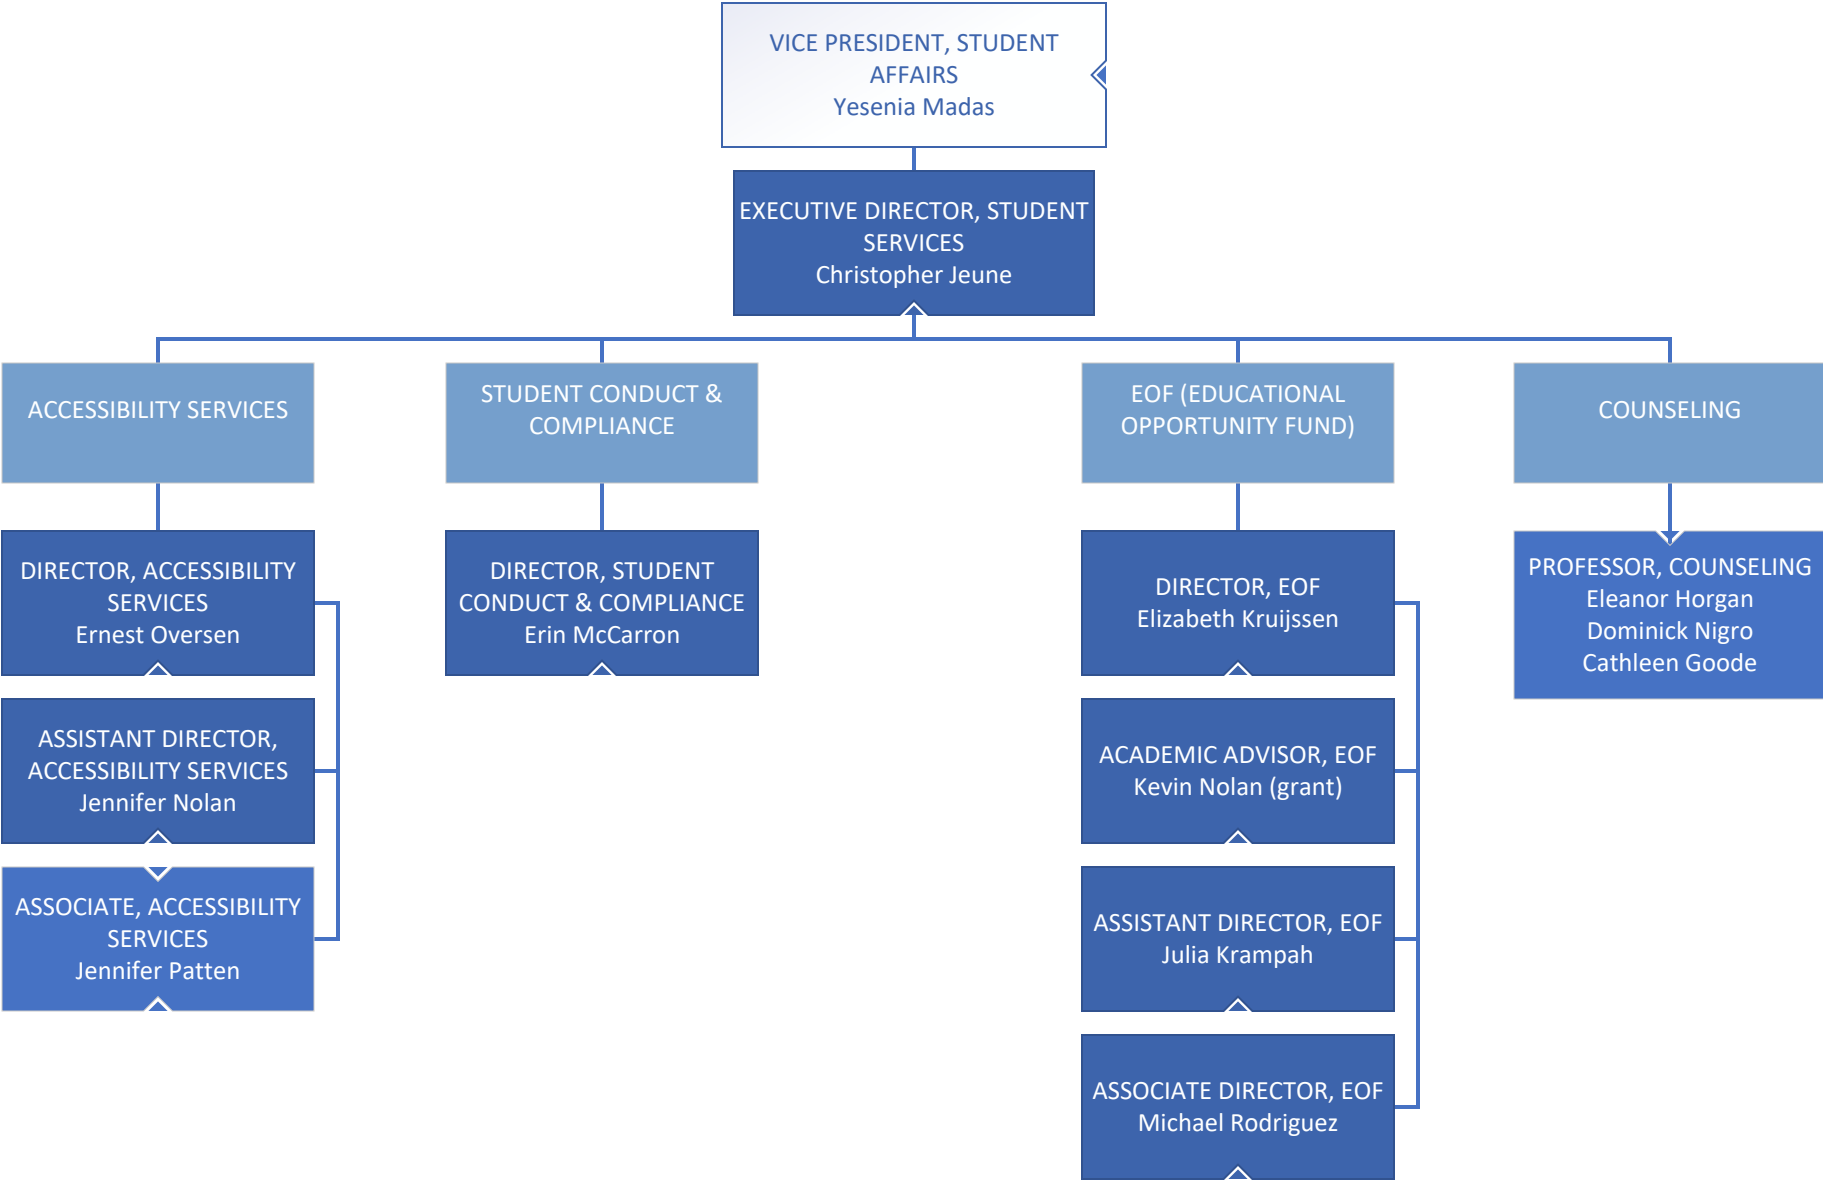 VICE PRESIDENT, STUDENT
AFFAIRS
Yesenia Madas
EXECUTIVE DIRECTOR, STUDENT
SERVICES
Christopher Jeune
ACCESSIBILITY SERVICES
STUDENT CONDUCT &
COMPLIANCE
EOF (EDUCATIONAL
OPPORTUNITY FUND)
COUNSELING
DIRECTOR, ACCESSIBILITY
SERVICES
Ernest Oversen
DIRECTOR, STUDENT
CONDUCT & COMPLIANCE
Erin McCarron
DIRECTOR, EOF
Elizabeth Kruijssen
PROFESSOR, COUNSELING
Eleanor Horgan
Dominick Nigro
Cathleen Goode
ASSISTANT DIRECTOR,
ACCESSIBILITY SERVICES
Jennifer Nolan
ACADEMIC ADVISOR, EOF
Kevin Nolan (grant)
ASSOCIATE, ACCESSIBILITY
SERVICES
Jennifer Patten
ASSISTANT DIRECTOR, EOF
Julia Krampah
ASSOCIATE DIRECTOR, EOF
Michael Rodriguez